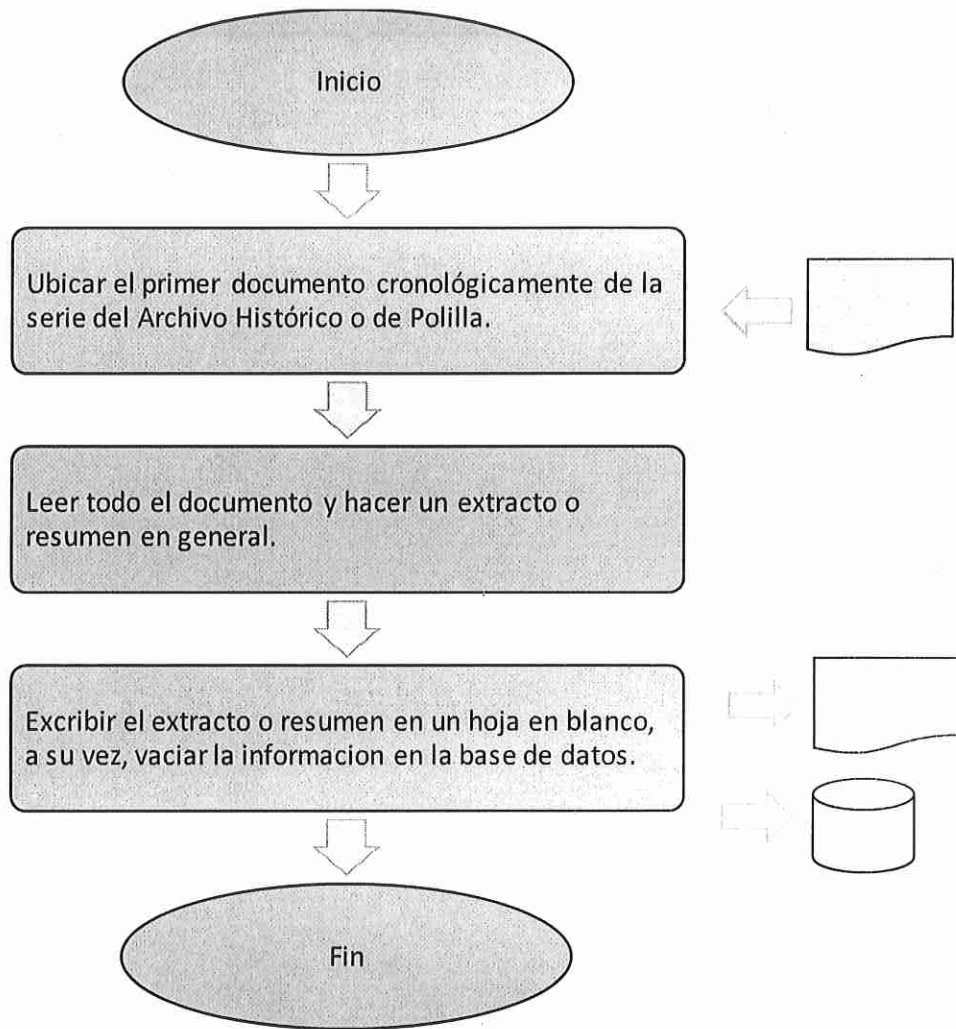 Inicio
Ubicar el primer documento cronológicamente de la
serie del Archivo Histórico o de Polilla.
Leer todo el documento y hacer un extracto o
resumen en general.
Excribir el extracto o resumen en un hoja en blanco,
a su vez, vaciar la informacion en la base de datos.
Fin